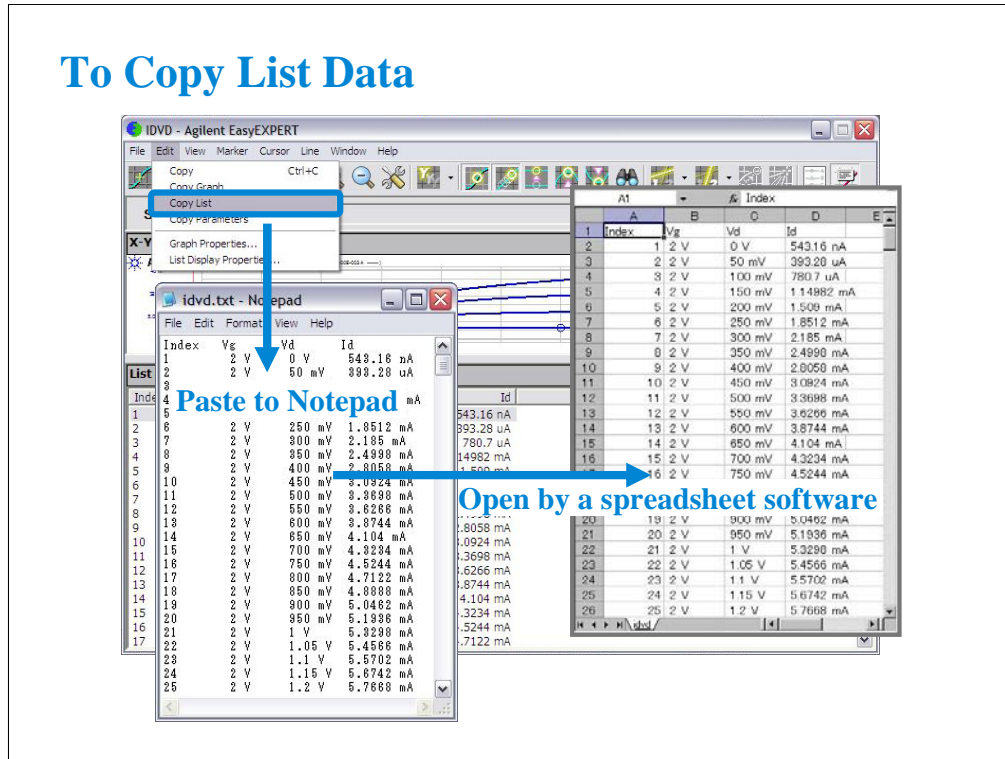 To Copy List Data
IDVD - Agilent EasyEXPERT
File Edit View Marker Cursor Line Window Help
Copy Ctrl+C
Copy Graph
Copy List
Copy Parameters
Graph Properties...
List Display Properties...
X-Y
List
Id
1 543.16 nA
2 393.28 uA
3 780.7 uA
4 14982 mA
5 1.509 mA
6
7
8
9 .8058 mA
10 .0924 mA
11 .3698 mA
12 .6266 mA
13 .8744 mA
14 4.104 mA
15 .3234 mA
16 .5244 mA
17 .7122 mA
idvd.txt - Notepad
File Edit Format View Help
Index Vg Vd Id
1 2 V 0 V 543.16 nA
2 2 V 50 mV 393.28 uA
3
4 mA
5
Paste to Notepad
6 2 V 250 mV 1.8512 mA
7 2 V 300 mV 2.185 mA
8 2 V 350 mV 2.4998 mA
9 2 V 400 mV 2.8058 mA
10 2 V 450 mV 3.0924 mA
11 2 V 500 mV 3.3698 mA
12 2 V 550 mV 3.6266 mA
13 2 V 600 mV 3.8744 mA
14 2 V 650 mV 4.104 mA
15 2 V 700 mV 4.3234 mA
16 2 V 750 mV 4.5244 mA
17 2 V 800 mV 4.7122 mA
18 2 V 850 mV 4.8888 mA
19 2 V 900 mV 5.0462 mA
20 2 V 950 mV 5.1936 mA
21 2 V 1 V 5.3298 mA
22 2 V 1.05 V 5.4566 mA
23 2 V 1.1 V 5.5702 mA
24 2 V 1.15 V 5.6742 mA
25 2 V 1.2 V 5.7668 mA
A1 fx Index
A B C D E
1 Index Vg Vd Id
2 1 2 V 0 V 543.16 nA
3 2 2 V 50 mV 393.28 uA
4 3 2 V 100 mV 780.7 uA
5 4 2 V 150 mV 1.14982 mA
6 5 2 V 200 mV 1.509 mA
7 6 2 V 250 mV 1.8512 mA
8 7 2 V 300 mV 2.185 mA
9 8 2 V 350 mV 2.4998 mA
10 9 2 V 400 mV 2.8058 mA
11 10 2 V 450 mV 3.0924 mA
12 11 2 V 500 mV 3.3698 mA
13 12 2 V 550 mV 3.6266 mA
14 13 2 V 600 mV 3.8744 mA
15 14 2 V 650 mV 4.104 mA
16 15 2 V 700 mV 4.3234 mA
16 2 V 750 mV 4.5244 mA
Open by a spreadsheet software
20 19 2 V 900 mV 5.0462 mA
21 20 2 V 950 mV 5.1936 mA
22 21 2 V 1 V 5.3298 mA
23 22 2 V 1.05 V 5.4566 mA
24 23 2 V 1.1 V 5.5702 mA
25 24 2 V 1.15 V 5.6742 mA
26 25 2 V 1.2 V 5.7668 mA
idvd